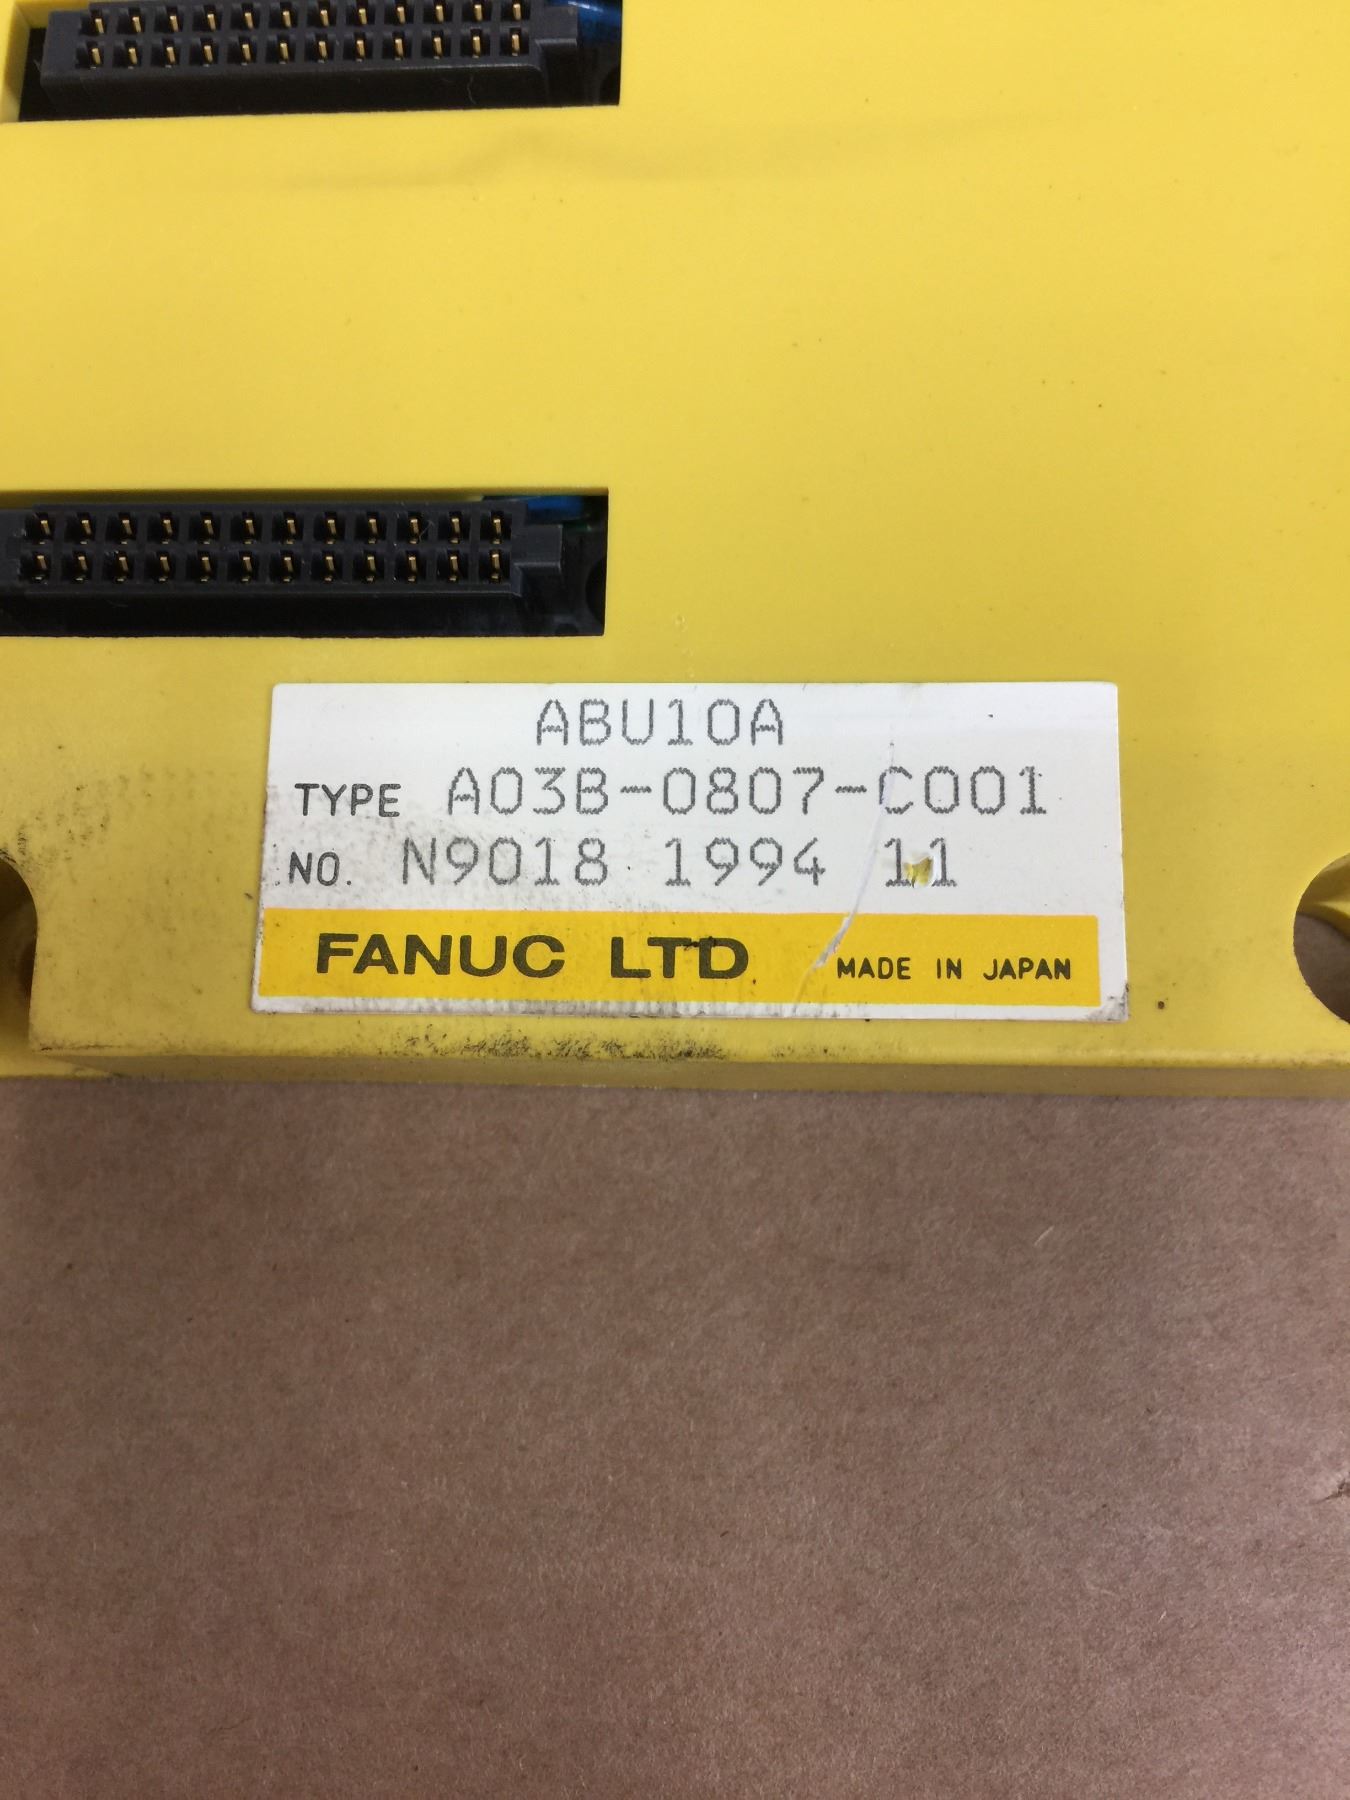 ABU10A
TYPE A03B-0807-C001
NO. N9018 1994 11
FANUC LTD MADE IN JAPAN